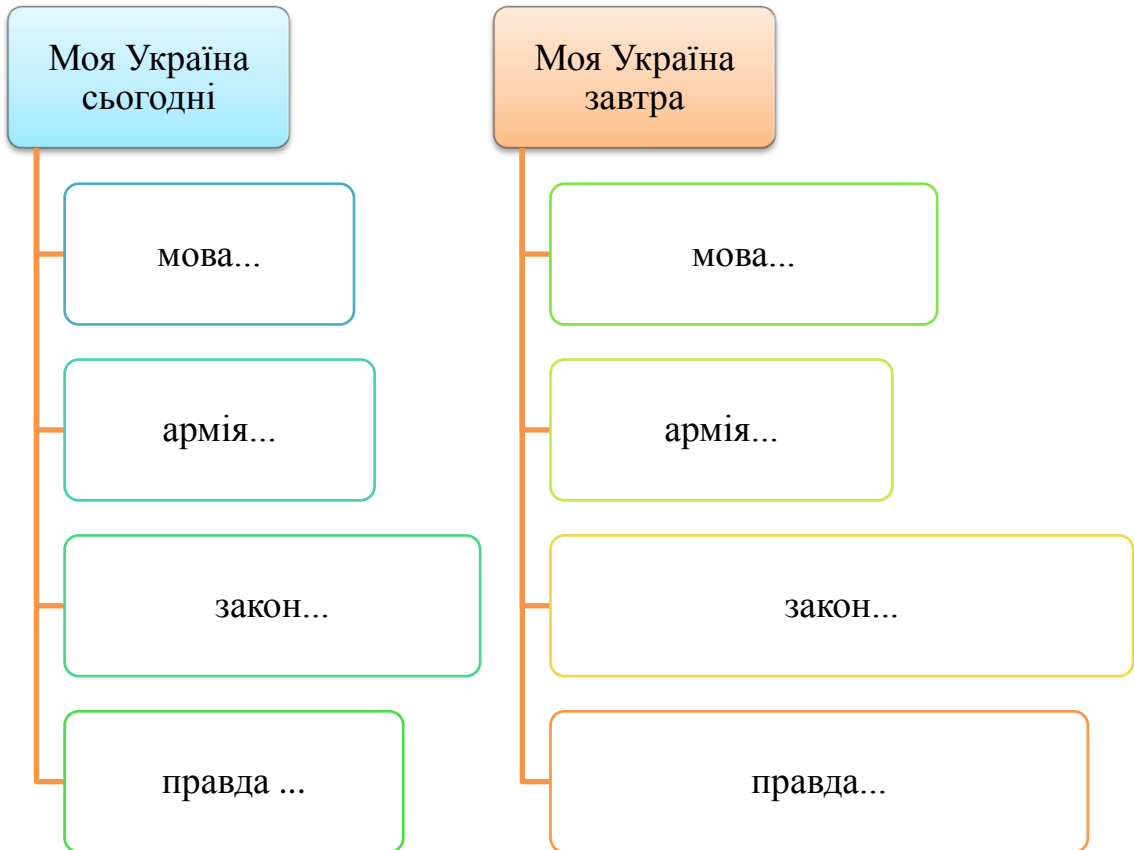 Моя Україна
сьогодні
мова...
армія...
закон...
правда ...
Моя Україна
завтра
мова...
армія...
закон...
правда...